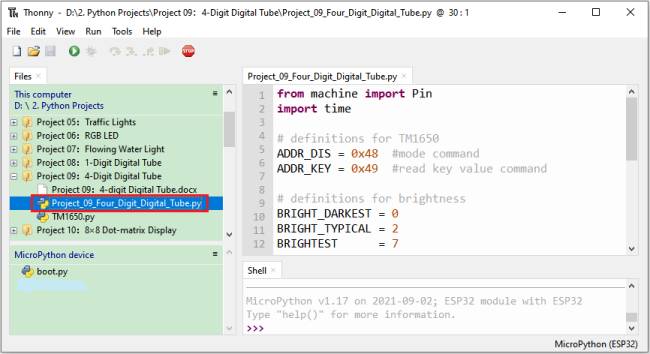 Thonny - D:\2. Python Projects\Project 09：4-Digit Digital Tube\Project_09_Four_Digit_Digital_Tube.py @ 30 : 1
File Edit View Run Tools Help
STOP
Files
This computer
D: \ 2. Python Projects
Project 05：Traffic Lights
Project 06：RGB LED
Project 07：Flowing Water Light
Project 08：1-Digit Digital Tube
Project 09：4-Digit Digital Tube
Project 09：4-digit Digital Tube.docx
Project_09_Four_Digit_Digital_Tube.py
TM1650.py
Project 10：8×8 Dot-matrix Display
MicroPython device
boot.py
Project_09_Four_Digit_Digital_Tube.py
1 from machine import Pin
2 import time
3
4 # definitions for TM1650
5 ADDR_DIS = 0x48  #mode command
6 ADDR_KEY = 0x49  #read key value command
7
8 # definitions for brightness
9 BRIGHT_DARKEST = 0
10 BRIGHT_TYPICAL = 2
11 BRIGHTEST      = 7
12
Shell
MicroPython v1.17 on 2021-09-02; ESP32 module with ESP32
Type "help()" for more information.
>>>
MicroPython (ESP32)